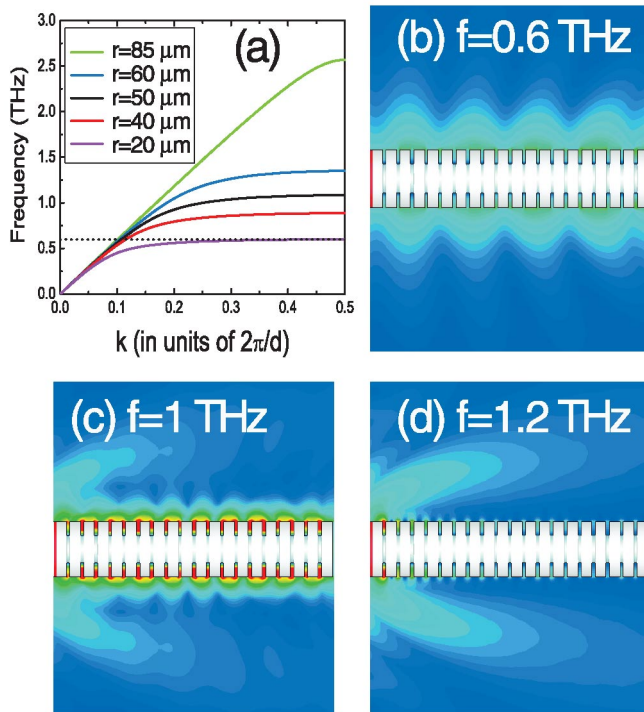 (a)
r=85 μm
r=60 μm
r=50 μm
r=40 μm
r=20 μm
Frequency (THz)
3.0
2.5
2.0
1.5
1.0
0.5
0.0
0.0 0.1 0.2 0.3 0.4 0.5
k (in units of 2π/d)
(b) f=0.6 THz
(c) f=1 THz
(d) f=1.2 THz